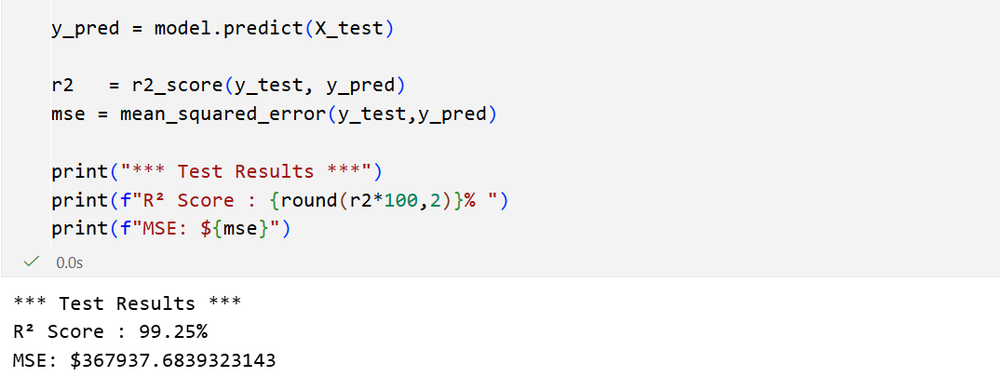 y_pred = model.predict(X_test)
r2   = r2_score(y_test, y_pred)
mse = mean_squared_error(y_test,y_pred)
print("*** Test Results ***")
print(f"R² Score : {round(r2*100,2)}% ")
print(f"MSE: ${mse}")
0.0s
*** Test Results ***
R² Score : 99.25%
MSE: $367937.6839323143